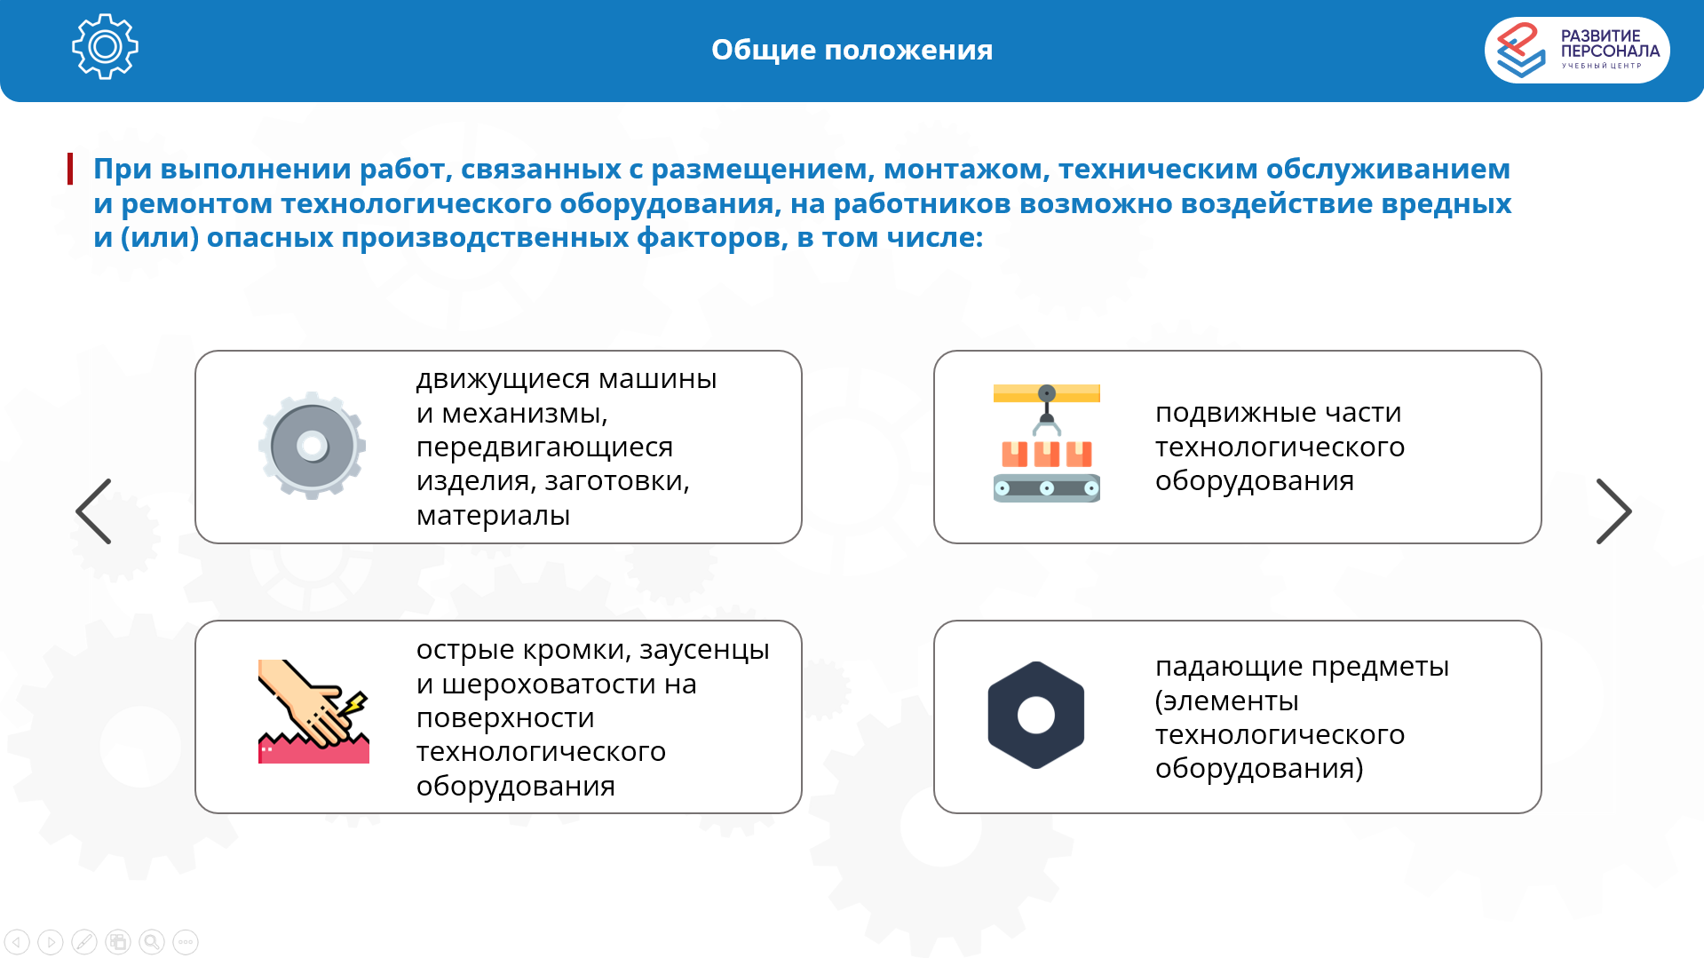 Общие положения
РАЗВИТИЕ
ПЕРСОНАЛА
УЧЕБНЫЙ ЦЕНТР
При выполнении работ, связанных с размещением, монтажом, техническим обслуживанием
и ремонтом технологического оборудования, на работников возможно воздействие вредных
и (или) опасных производственных факторов, в том числе:
движущиеся машины
и механизмы,
передвигающиеся
изделия, заготовки,
материалы
подвижные части
технологического
оборудования
острые кромки, заусенцы
и шероховатости на
поверхности
технологического
оборудования
падающие предметы
(элементы
технологического
оборудования)